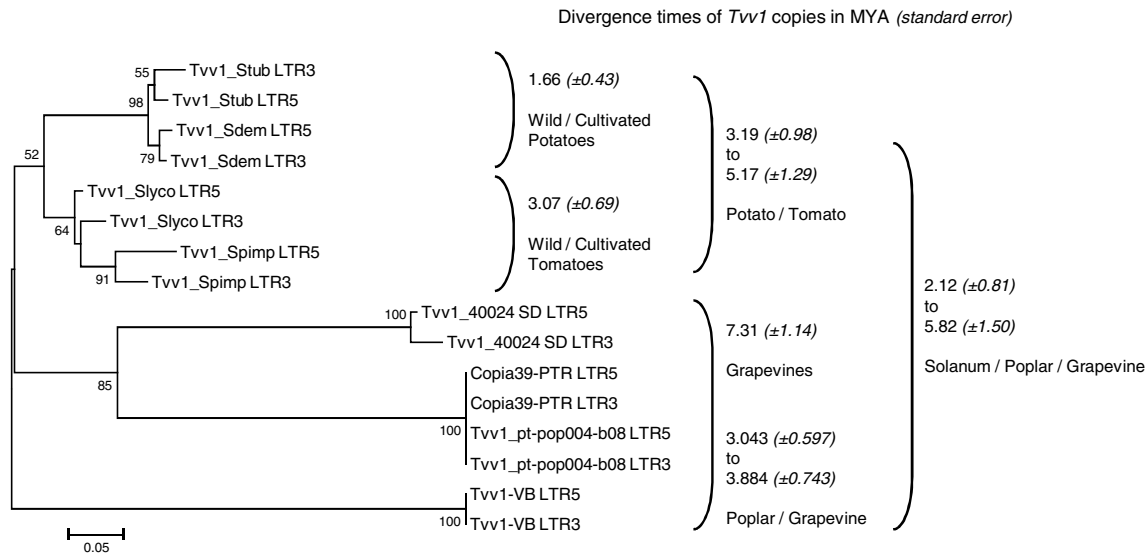 Divergence times of Tvv1 copies in MYA (standard error)
55
Tvv1_Stub LTR3
Tvv1_Stub LTR5
98
Tvv1_Sdem LTR5
79
Tvv1_Sdem LTR3
52
Tvv1_Slyco LTR5
Tvv1_Slyco LTR3
64
Tvv1_Spimp LTR5
91
Tvv1_Spimp LTR3
100
Tvv1_40024 SD LTR5
Tvv1_40024 SD LTR3
85
Copia39-PTR LTR5
Copia39-PTR LTR3
Tvv1_pt-pop004-b08 LTR5
100
Tvv1_pt-pop004-b08 LTR3
Tvv1-VB LTR5
100
Tvv1-VB LTR3
0.05
1.66 (±0.43)
Wild / Cultivated
Potatoes
3.07 (±0.69)
Wild / Cultivated
Tomatoes
3.19 (±0.98)
to
5.17 (±1.29)
Potato / Tomato
7.31 (±1.14)
Grapevines
3.043 (±0.597)
to
3.884 (±0.743)
Poplar / Grapevine
2.12 (±0.81)
to
5.82 (±1.50)
Solanum / Poplar / Grapevine